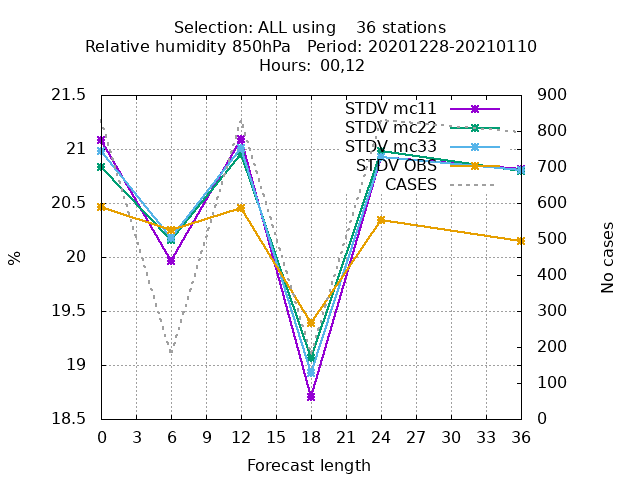 Selection: ALL using    36 stations
Relative humidity 850hPa   Period: 20201228-20210110
Hours: 00,12
21.5
21
20.5
20
19.5
19
18.5
%
STDV mc11
STDV mc22
STDV mc33
STDV OBS
CASES
900
800
700
600
500
400
300
200
100
0
No cases
0 3 6 9 12 15 18 21 24 27 30 33 36
Forecast length